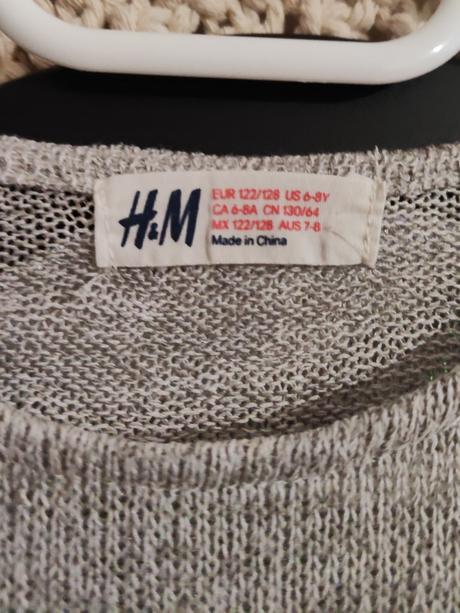 H&M
EUR 122/128 US 6-8Y
CA 6-8A CN 130/64
MX 122/128 AUS 7-8
Made in China